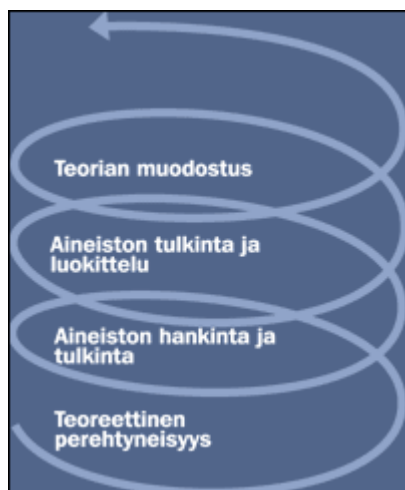 Teorian muodostus
Aineiston tulkinta ja
luokittelu
Aineiston hankinta ja
tulkinta
Teoreettinen
perehtyneisyys